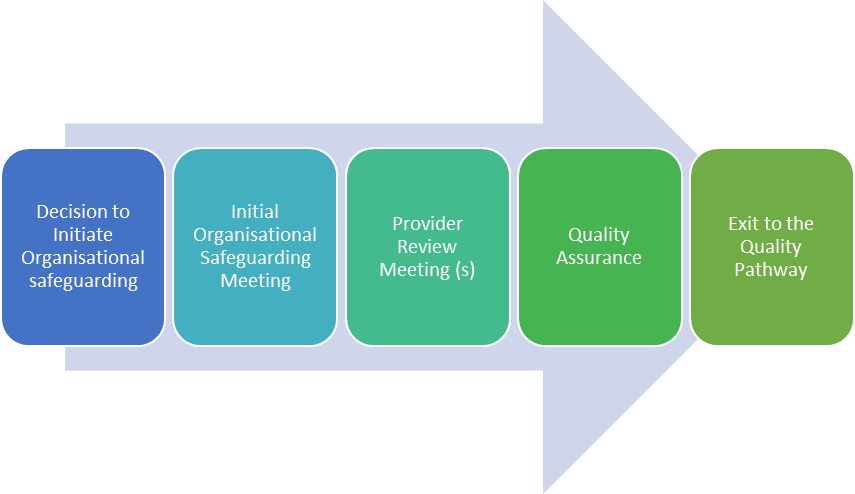 Decision to
Initiate
Organisational
safeguarding
Initial
Organisational
Safeguarding
Meeting
Provider
Review
Meeting (s)
Quality
Assurance
Exit to the
Quality
Pathway